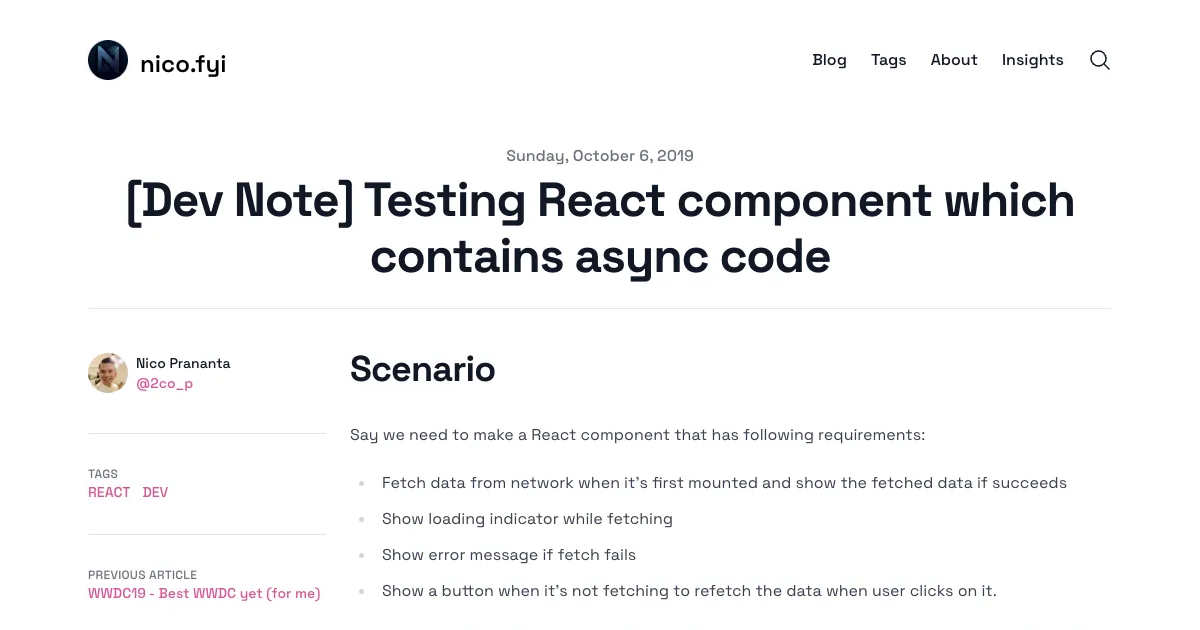 nico.fyi
Blog Tags About Insights
Sunday, October 6, 2019
[Dev Note] Testing React component which
contains async code
Nico Prananta
@2co_p
TAGS
REACT DEV
PREVIOUS ARTICLE
WWDC19 - Best WWDC yet (for me)
Scenario
Say we need to make a React component that has following requirements:
Fetch data from network when it's first mounted and show the fetched data if succeeds
Show loading indicator while fetching
Show error message if fetch fails
Show a button when it's not fetching to refetch the data when user clicks on it.